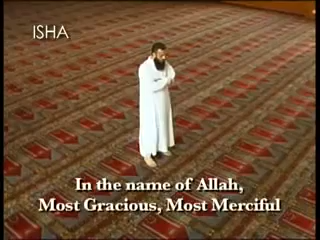 ISHA
In the name of Allah,
Most Gracious, Most Merciful